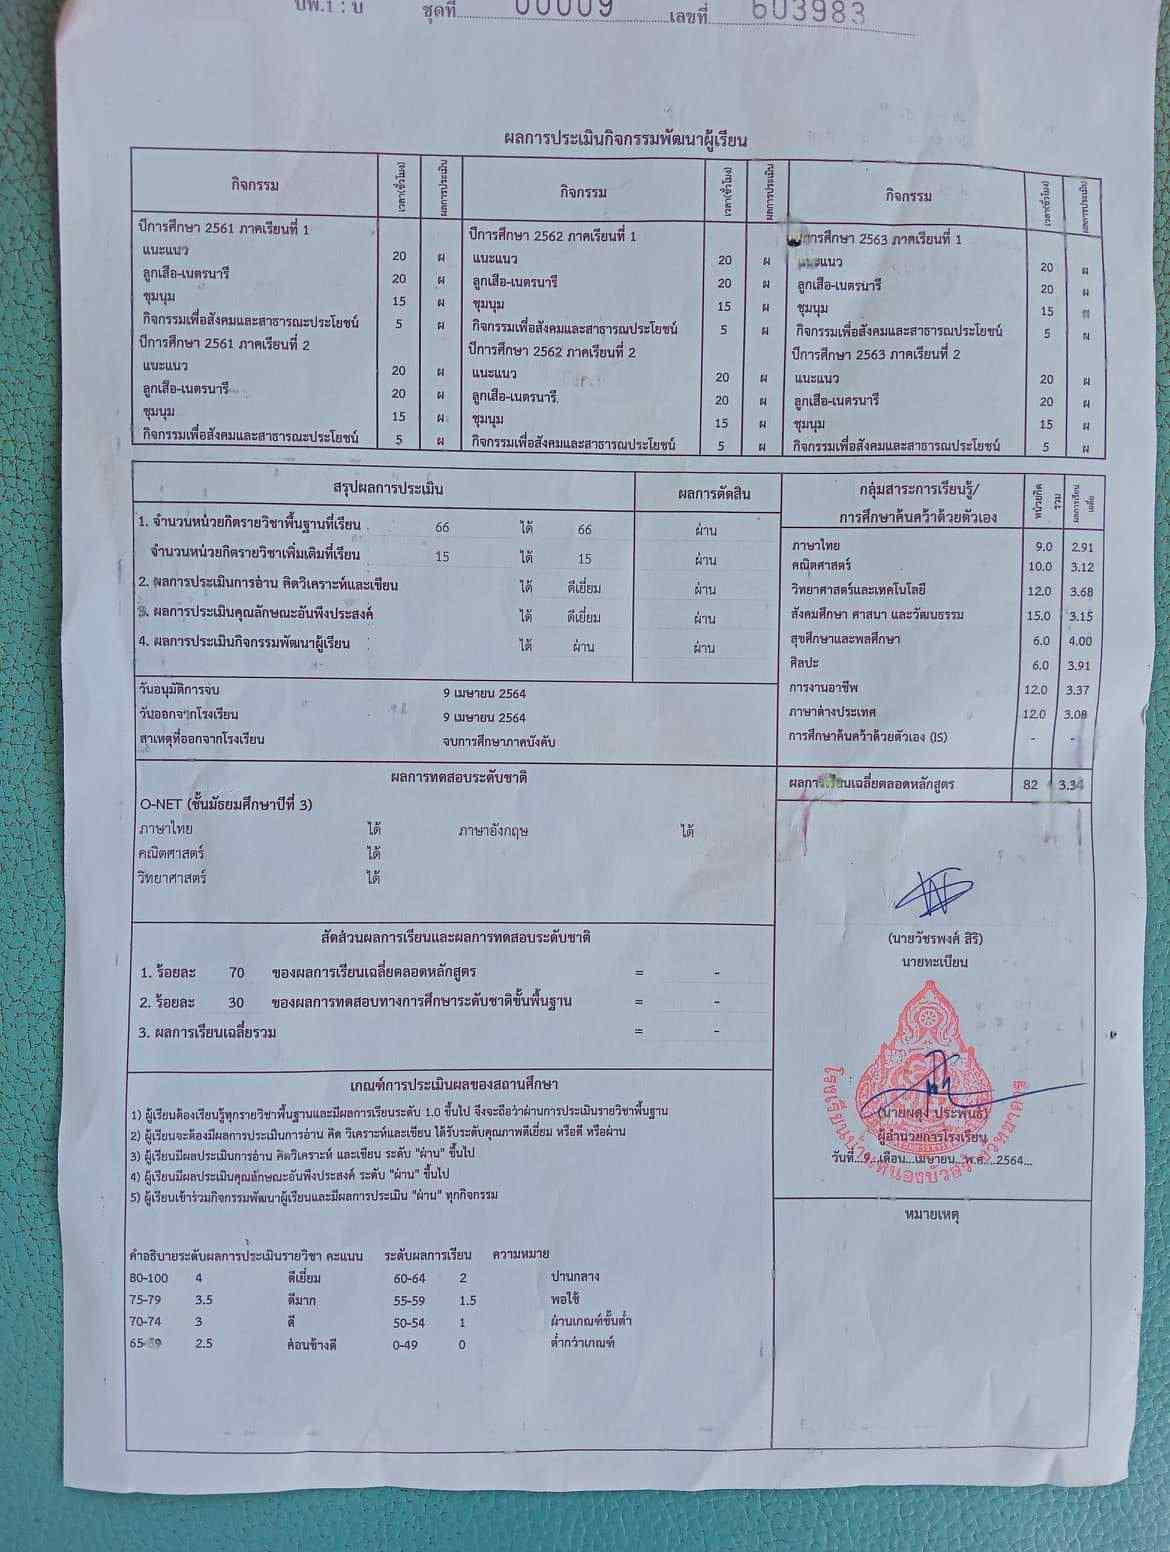 ปพ.1 : บ ชุดที่ 00009 เลขที่ 603983
ผลการประเมินกิจกรรมพัฒนาผู้เรียน
กิจกรรม เวลา(ชั่วโมง) ผลการประเมิน กิจกรรม เวลา(ชั่วโมง) ผลการประเมิน กิจกรรม เวลา(ชั่วโมง) ผลการประเมิน
ปีการศึกษา 2561 ภาคเรียนที่ 1 ปีการศึกษา 2562 ภาคเรียนที่ 1 ปีการศึกษา 2563 ภาคเรียนที่ 1
แนะแนว 20 ผ แนะแนว 20 ผ แนะแนว 20 ผ
ลูกเสือ-เนตรนารี 20 ผ ลูกเสือ-เนตรนารี 20 ผ ลูกเสือ-เนตรนารี 20 ผ
ชุมนุม 15 ผ ชุมนุม 15 ผ ชุมนุม 15
กิจกรรมเพื่อสังคมและสาธารณะประโยชน์ 5 ผ กิจกรรมเพื่อสังคมและสาธารณประโยชน์ 5 ผ กิจกรรมเพื่อสังคมและสาธารณประโยชน์ 5 ผ
ปีการศึกษา 2561 ภาคเรียนที่ 2 ปีการศึกษา 2562 ภาคเรียนที่ 2 ปีการศึกษา 2563 ภาคเรียนที่ 2
แนะแนว 20 ผ แนะแนว 20 ผ แนะแนว 20 ผ
ลูกเสือ-เนตรนารี 20 ผ ลูกเสือ-เนตรนารี 20 ผ ลูกเสือ-เนตรนารี 20 ผ
ชุมนุม 15 ผ ชุมนุม 15 ผ ชุมนุม 15 ผ
กิจกรรมเพื่อสังคมและสาธารณะประโยชน์ 5 ผ กิจกรรมเพื่อสังคมและสาธารณประโยชน์ 5 ผ กิจกรรมเพื่อสังคมและสาธารณประโยชน์ 5 ผ
สรุปผลการประเมิน ผลการตัดสิน
1. จำนวนหน่วยกิตรายวิชาพื้นฐานที่เรียน 66 ได้ 66 ผ่าน
จำนวนหน่วยกิตรายวิชาเพิ่มเติมที่เรียน 15 ได้ 15 ผ่าน
2. ผลการประเมินการอ่าน คิดวิเคราะห์และเขียน ได้ ดีเยี่ยม ผ่าน
3. ผลการประเมินคุณลักษณะอันพึงประสงค์ ได้ ดีเยี่ยม ผ่าน
4. ผลการประเมินกิจกรรมพัฒนาผู้เรียน ได้ ผ่าน ผ่าน
วันอนุมัติการจบ 9 เมษายน 2564
วันออกจากโรงเรียน 9 เมษายน 2564
สาเหตุที่ออกจากโรงเรียน จบการศึกษาภาคบังคับ
กลุ่มสาระการเรียนรู้/ หน่วยกิตรวม ผลการเรียนเฉลี่ย
การศึกษาค้นคว้าด้วยตัวเอง
ภาษาไทย 9.0 2.91
คณิตศาสตร์ 10.0 3.12
วิทยาศาสตร์และเทคโนโลยี 12.0 3.68
สังคมศึกษา ศาสนา และวัฒนธรรม 15.0 3.15
สุขศึกษาและพลศึกษา 6.0 4.00
ศิลปะ 6.0 3.91
การงานอาชีพ 12.0 3.37
ภาษาต่างประเทศ 12.0 3.08
การศึกษาค้นคว้าด้วยตัวเอง (IS) - -
ผลการเรียนเฉลี่ยตลอดหลักสูตร 82 3.34
ผลการทดสอบระดับชาติ
O-NET (ชั้นมัธยมศึกษาปีที่ 3)
ภาษาไทย ได้ ภาษาอังกฤษ ได้
คณิตศาสตร์ ได้
วิทยาศาสตร์ ได้
สัดส่วนผลการเรียนและผลการทดสอบระดับชาติ
1. ร้อยละ 70 ของผลการเรียนเฉลี่ยตลอดหลักสูตร = -
2. ร้อยละ 30 ของผลการทดสอบทางการศึกษาระดับชาติขั้นพื้นฐาน = -
3. ผลการเรียนเฉลี่ยรวม = -
เกณฑ์การประเมินผลของสถานศึกษา
1) ผู้เรียนต้องเรียนรู้ทุกรายวิชาพื้นฐานและมีผลการเรียนระดับ 1.0 ขึ้นไป จึงจะถือว่าผ่านการประเมินรายวิชาพื้นฐาน
2) ผู้เรียนจะต้องมีผลการประเมินการอ่าน คิด วิเคราะห์และเขียน ได้รับระดับคุณภาพดีเยี่ยม หรือดี หรือผ่าน
3) ผู้เรียนมีผลประเมินการอ่าน คิดวิเคราะห์ และเขียน ระดับ "ผ่าน" ขึ้นไป
4) ผู้เรียนมีผลประเมินคุณลักษณะอันพึงประสงค์ ระดับ "ผ่าน" ขึ้นไป
5) ผู้เรียนเข้าร่วมกิจกรรมพัฒนาผู้เรียนและมีผลการประเมิน "ผ่าน" ทุกกิจกรรม
คำอธิบายระดับผลการประเมินรายวิชา คะแนน ระดับผลการเรียน ความหมาย
80-100 4 ดีเยี่ยม 60-64 2 ปานกลาง
75-79 3.5 ดีมาก 55-59 1.5 พอใช้
70-74 3 ดี 50-54 1 ผ่านเกณฑ์ขั้นต่ำ
65-69 2.5 ค่อนข้างดี 0-49 0 ต่ำกว่าเกณฑ์
(นายวัชรพงศ์ สิริ)
นายทะเบียน
(นายผดุง ประพันธ์)
ผู้อำนวยการโรงเรียน
วันที่...9...เดือน...เมษายน...พ.ศ....2564...
หมายเหตุ